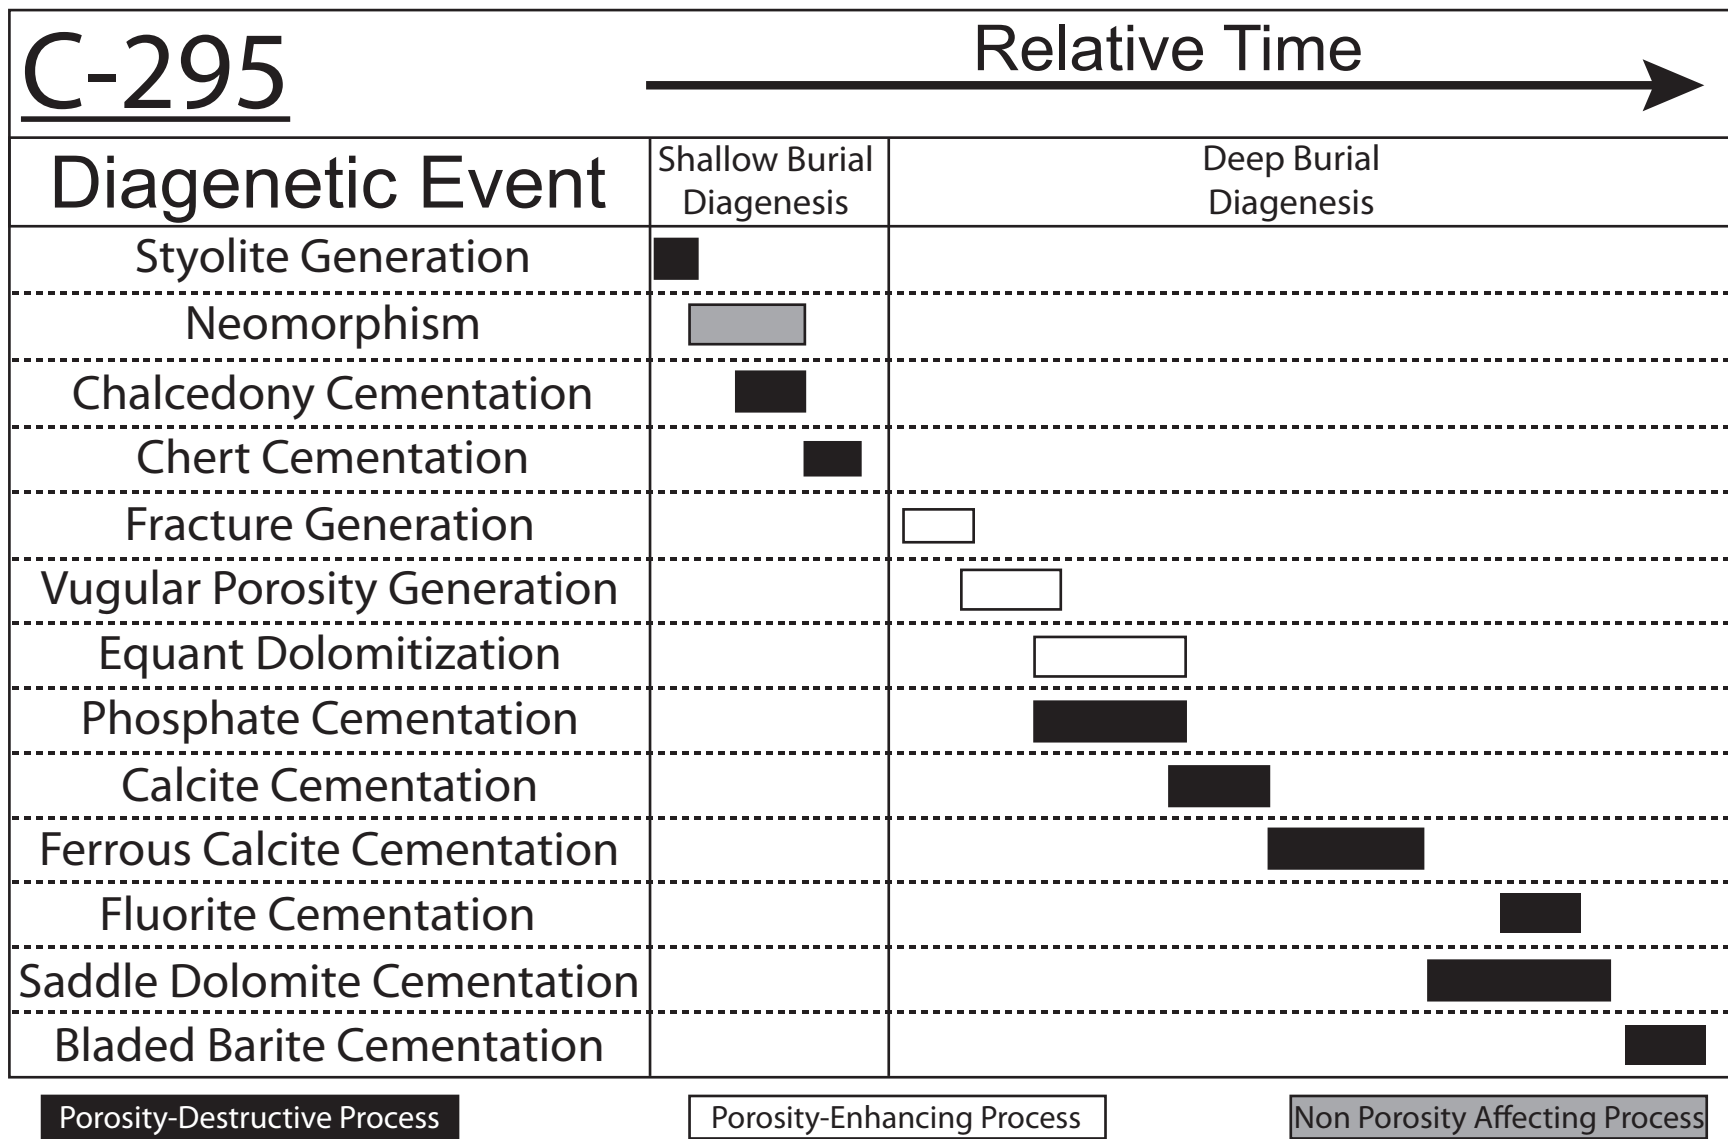 C-295
Relative Time
Diagenetic Event
Shallow Burial
Diagenesis
Deep Burial
Diagenesis
Styolite Generation
Neomorphism
Chalcedony Cementation
Chert Cementation
Fracture Generation
Vugular Porosity Generation
Equant Dolomitization
Phosphate Cementation
Calcite Cementation
Ferrous Calcite Cementation
Fluorite Cementation
Saddle Dolomite Cementation
Bladed Barite Cementation
Porosity-Destructive Process
Porosity-Enhancing Process
Non Porosity Affecting Process